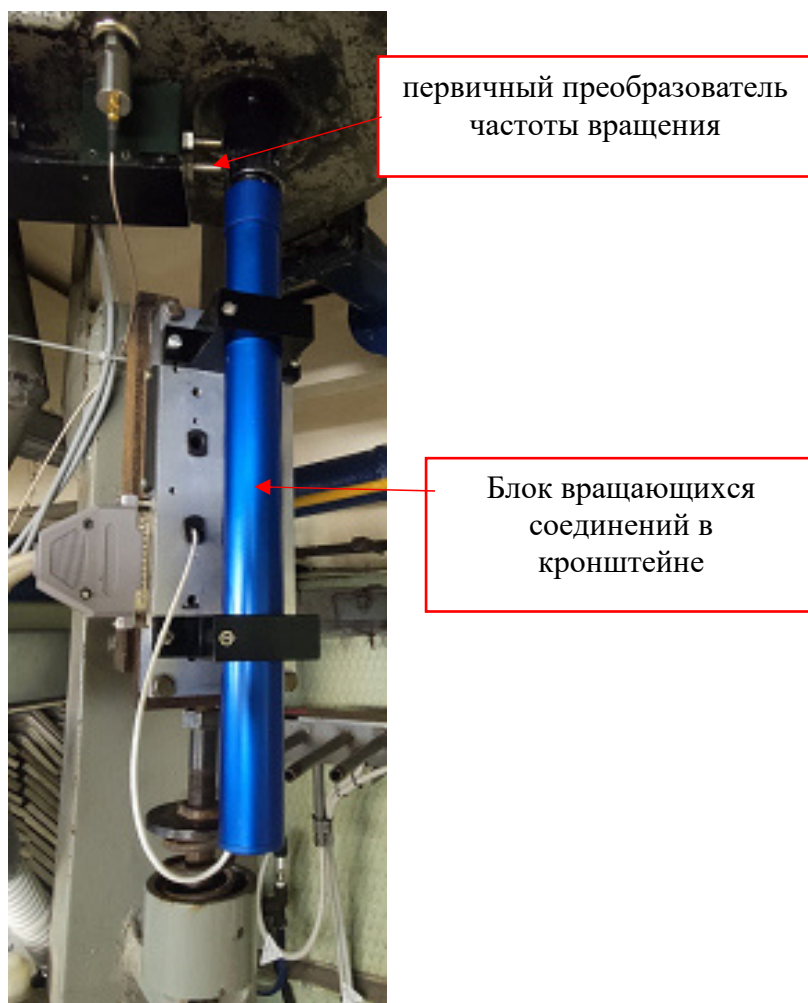 первичный преобразователь
частоты вращения
Блок вращающихся
соединений в
кронштейне